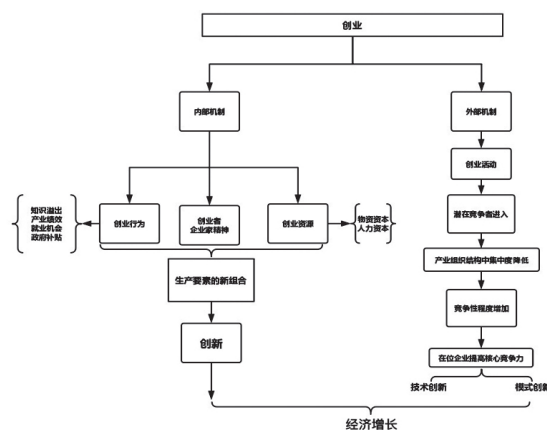 创业
内部机制
外部机制
创业活动
知识溢出
产业绩效
就业机会
政府补贴
创业行为
创业者
企业家精神
创业资源
物资资本
人力资本
潜在竞争者进入
产业组织结构中集中度降低
生产要素的新组合
竞争性程度增加
创新
在位企业提高核心竞争力
技术创新
模式创新
经济增长